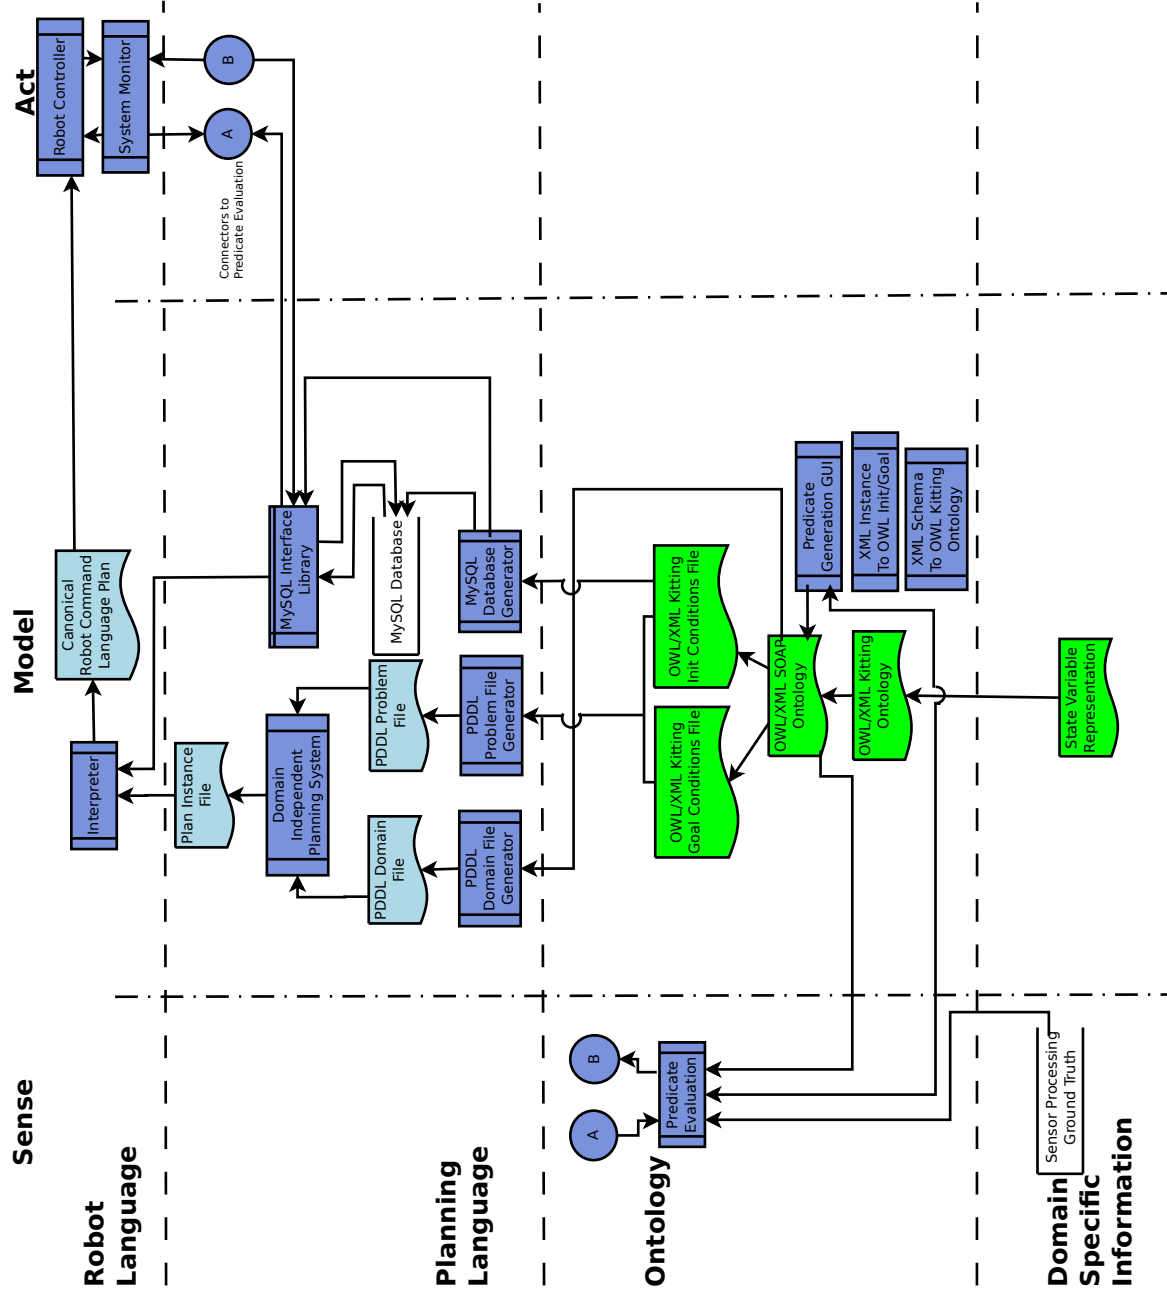 Sense
Model
Act
Robot
Language
Interpreter
Canonical
Robot Command
Language Plan
Robot Controller
System Monitor
Planning
Language
Plan Instance
File
Domain
Independent
Planning System
MySQL Interface
Library
Connectors to
Predicate Evaluation
A
B
PDDL Domain
File
PDDL Problem
File
MySQL Database
PDDL
Domain File
Generator
PDDL
Problem File
Generator
MySQL
Database
Generator
Ontology
A
B
Predicate
Evaluation
OWL/XML Kitting
Goal Conditions File
OWL/XML Kitting
Init Conditions File
OWL/XML SOAP
Ontology
OWL/XML Kitting
Ontology
Predicate
Generation GUI
XML Instance
To OWL Init/Goal
XML Schema
To OWL Kitting
Ontology
Domain
Specific
Information
Sensor Processing
Ground Truth
State Variable
Representation